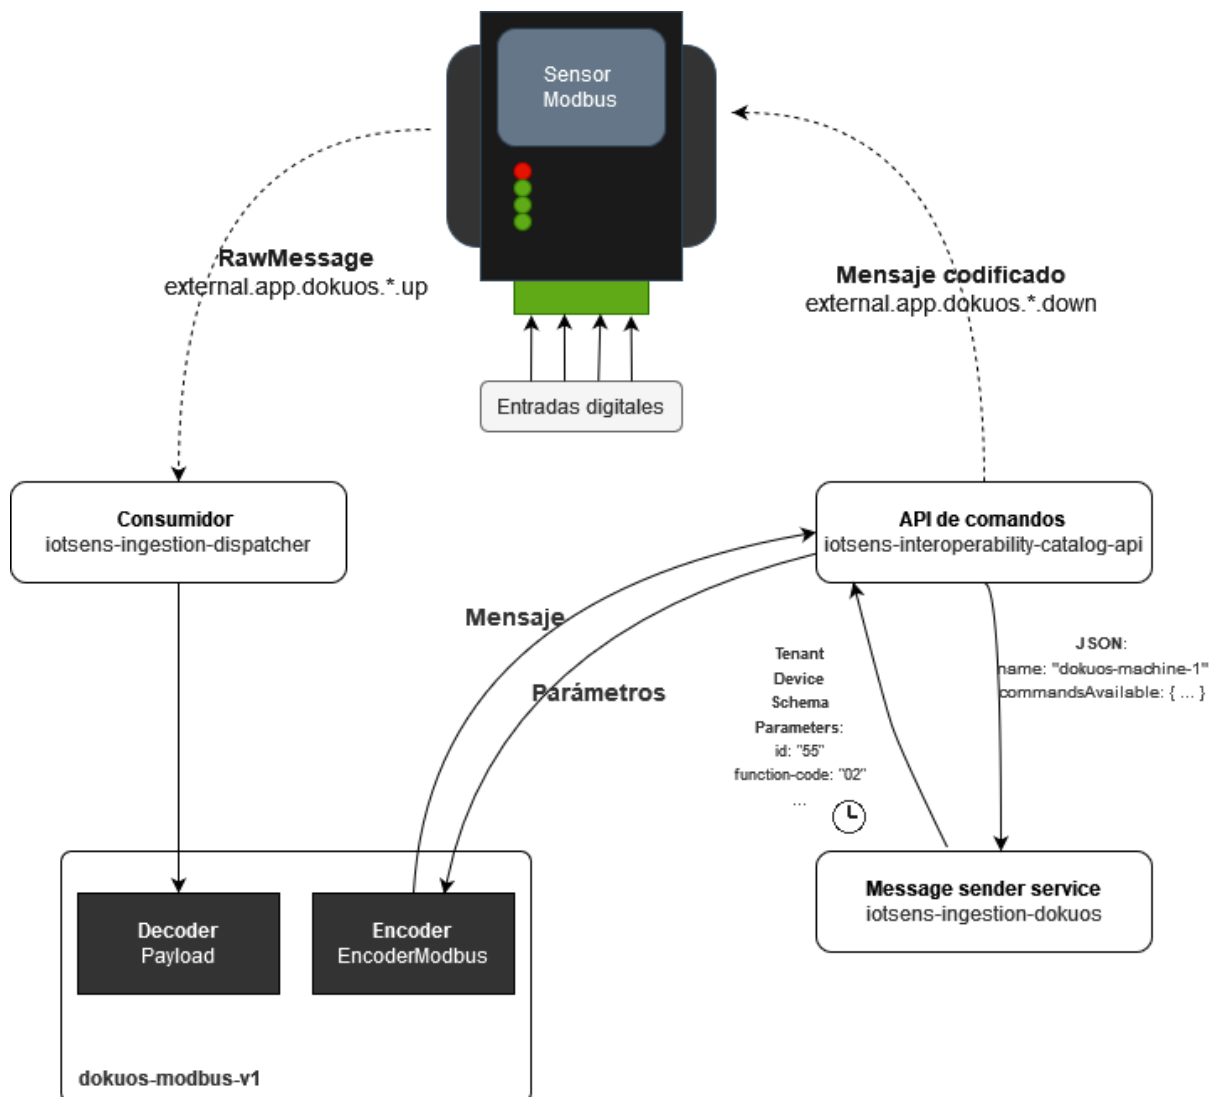 Sensor
Modbus
RawMessage
external.app.dokuos.*.up
Mensaje codificado
external.app.dokuos.*.down
Entradas digitales
Consumidor
iotsens-ingestion-dispatcher
API de comandos
iotsens-interoperability-catalog-api
Mensaje
Parámetros
Tenant
Device
Schema
Parameters:
id: "55"
function-code: "02"
...
JSON:
name: "dokuos-machine-1"
commandsAvailable: { ... }
Message sender service
iotsens-ingestion-dokuos
Decoder
Payload
Encoder
EncoderModbus
dokuos-modbus-v1